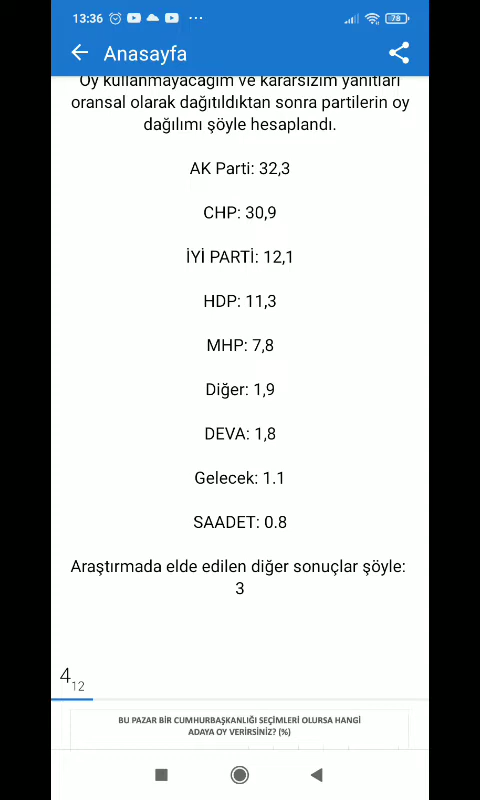 13:36 ... 78
Anasayfa
Oy kullanmayacağım ve kararsızım yanıtları
oransal olarak dağıtıldıktan sonra partilerin oy
dağılımı şöyle hesaplandı.
AK Parti: 32,3
CHP: 30,9
İYİ PARTİ: 12,1
HDP: 11,3
MHP: 7,8
Diğer: 1,9
DEVA: 1,8
Gelecek: 1.1
SAADET: 0.8
Araştırmada elde edilen diğer sonuçlar şöyle:
3
4 12
BU PAZAR BİR CUMHURBAŞKANLIĞI SEÇİMLERİ OLURSA HANGİ
ADAYA OY VERİRSİNİZ? (%)